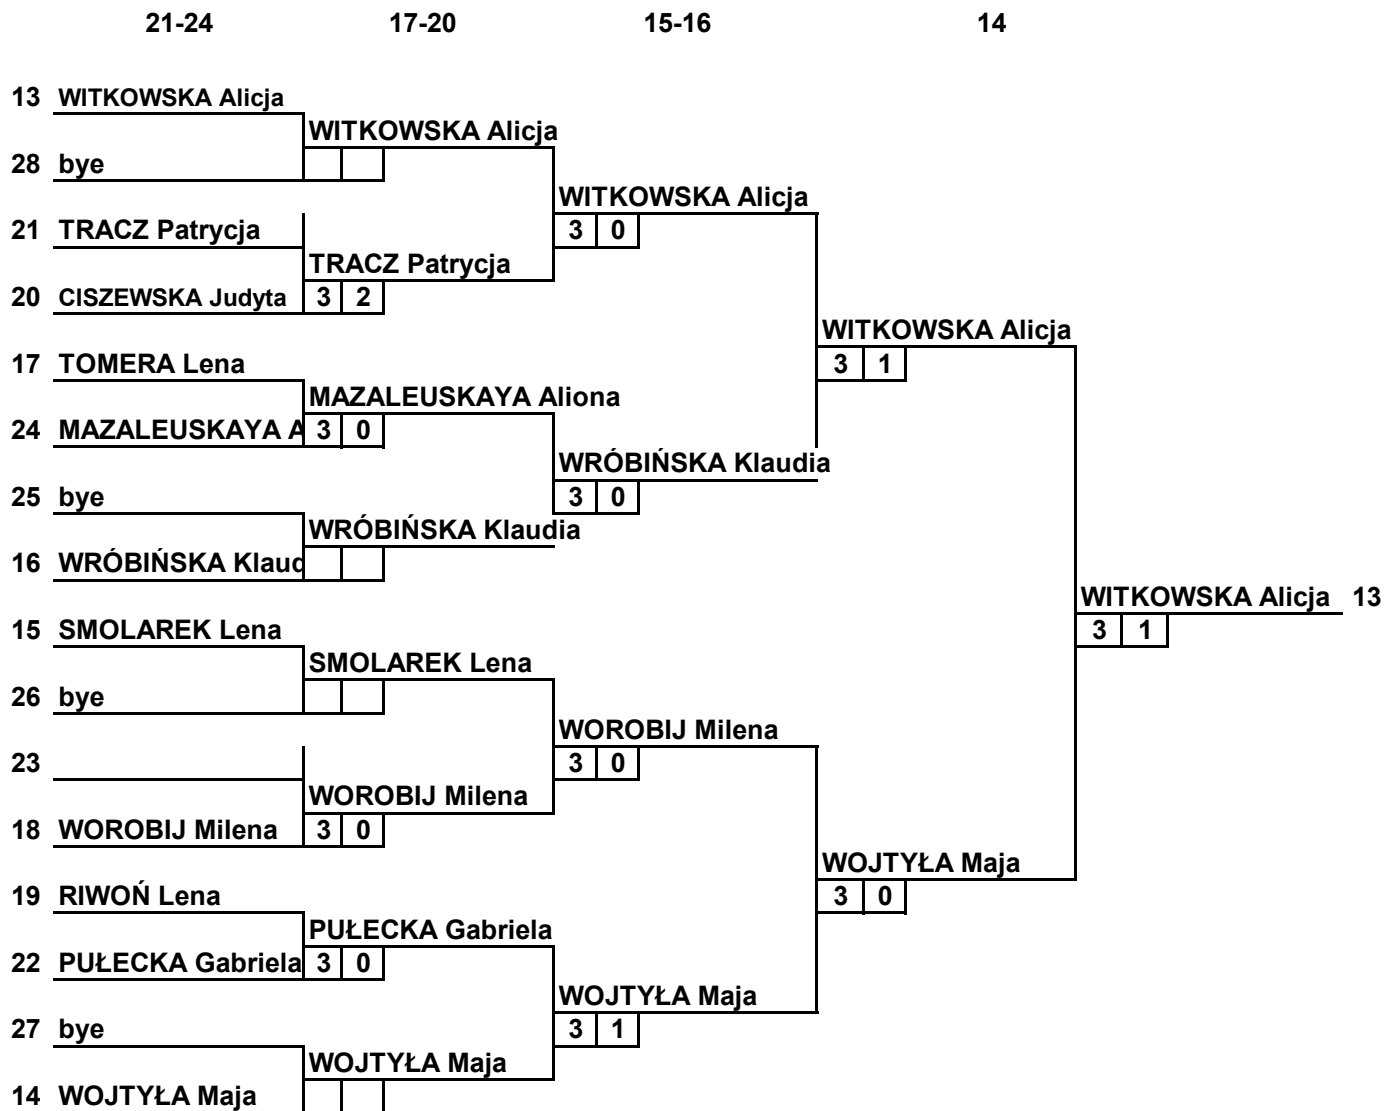 21-24 17-20 15-16 14
13 WITKOWSKA Alicja
WITKOWSKA Alicja
28 bye
WITKOWSKA Alicja
21 TRACZ Patrycja 3 0
TRACZ Patrycja
20 CISZEWSKA Judyta 3 2
WITKOWSKA Alicja
17 TOMERA Lena 3 1
MAZALEUSKAYA Aliona
24 MAZALEUSKAYA A 3 0
WRÓBIŃSKA Klaudia
25 bye 3 0
WRÓBIŃSKA Klaudia
16 WRÓBIŃSKA Klaud
WITKOWSKA Alicja 13
15 SMOLAREK Lena 3 1
SMOLAREK Lena
26 bye
WOROBIJ Milena
23 3 0
WOROBIJ Milena
18 WOROBIJ Milena 3 0
WOJTYŁA Maja
19 RIWOŃ Lena 3 0
PUŁECKA Gabriela
22 PUŁECKA Gabriela 3 0
WOJTYŁA Maja
27 bye 3 1
WOJTYŁA Maja
14 WOJTYŁA Maja